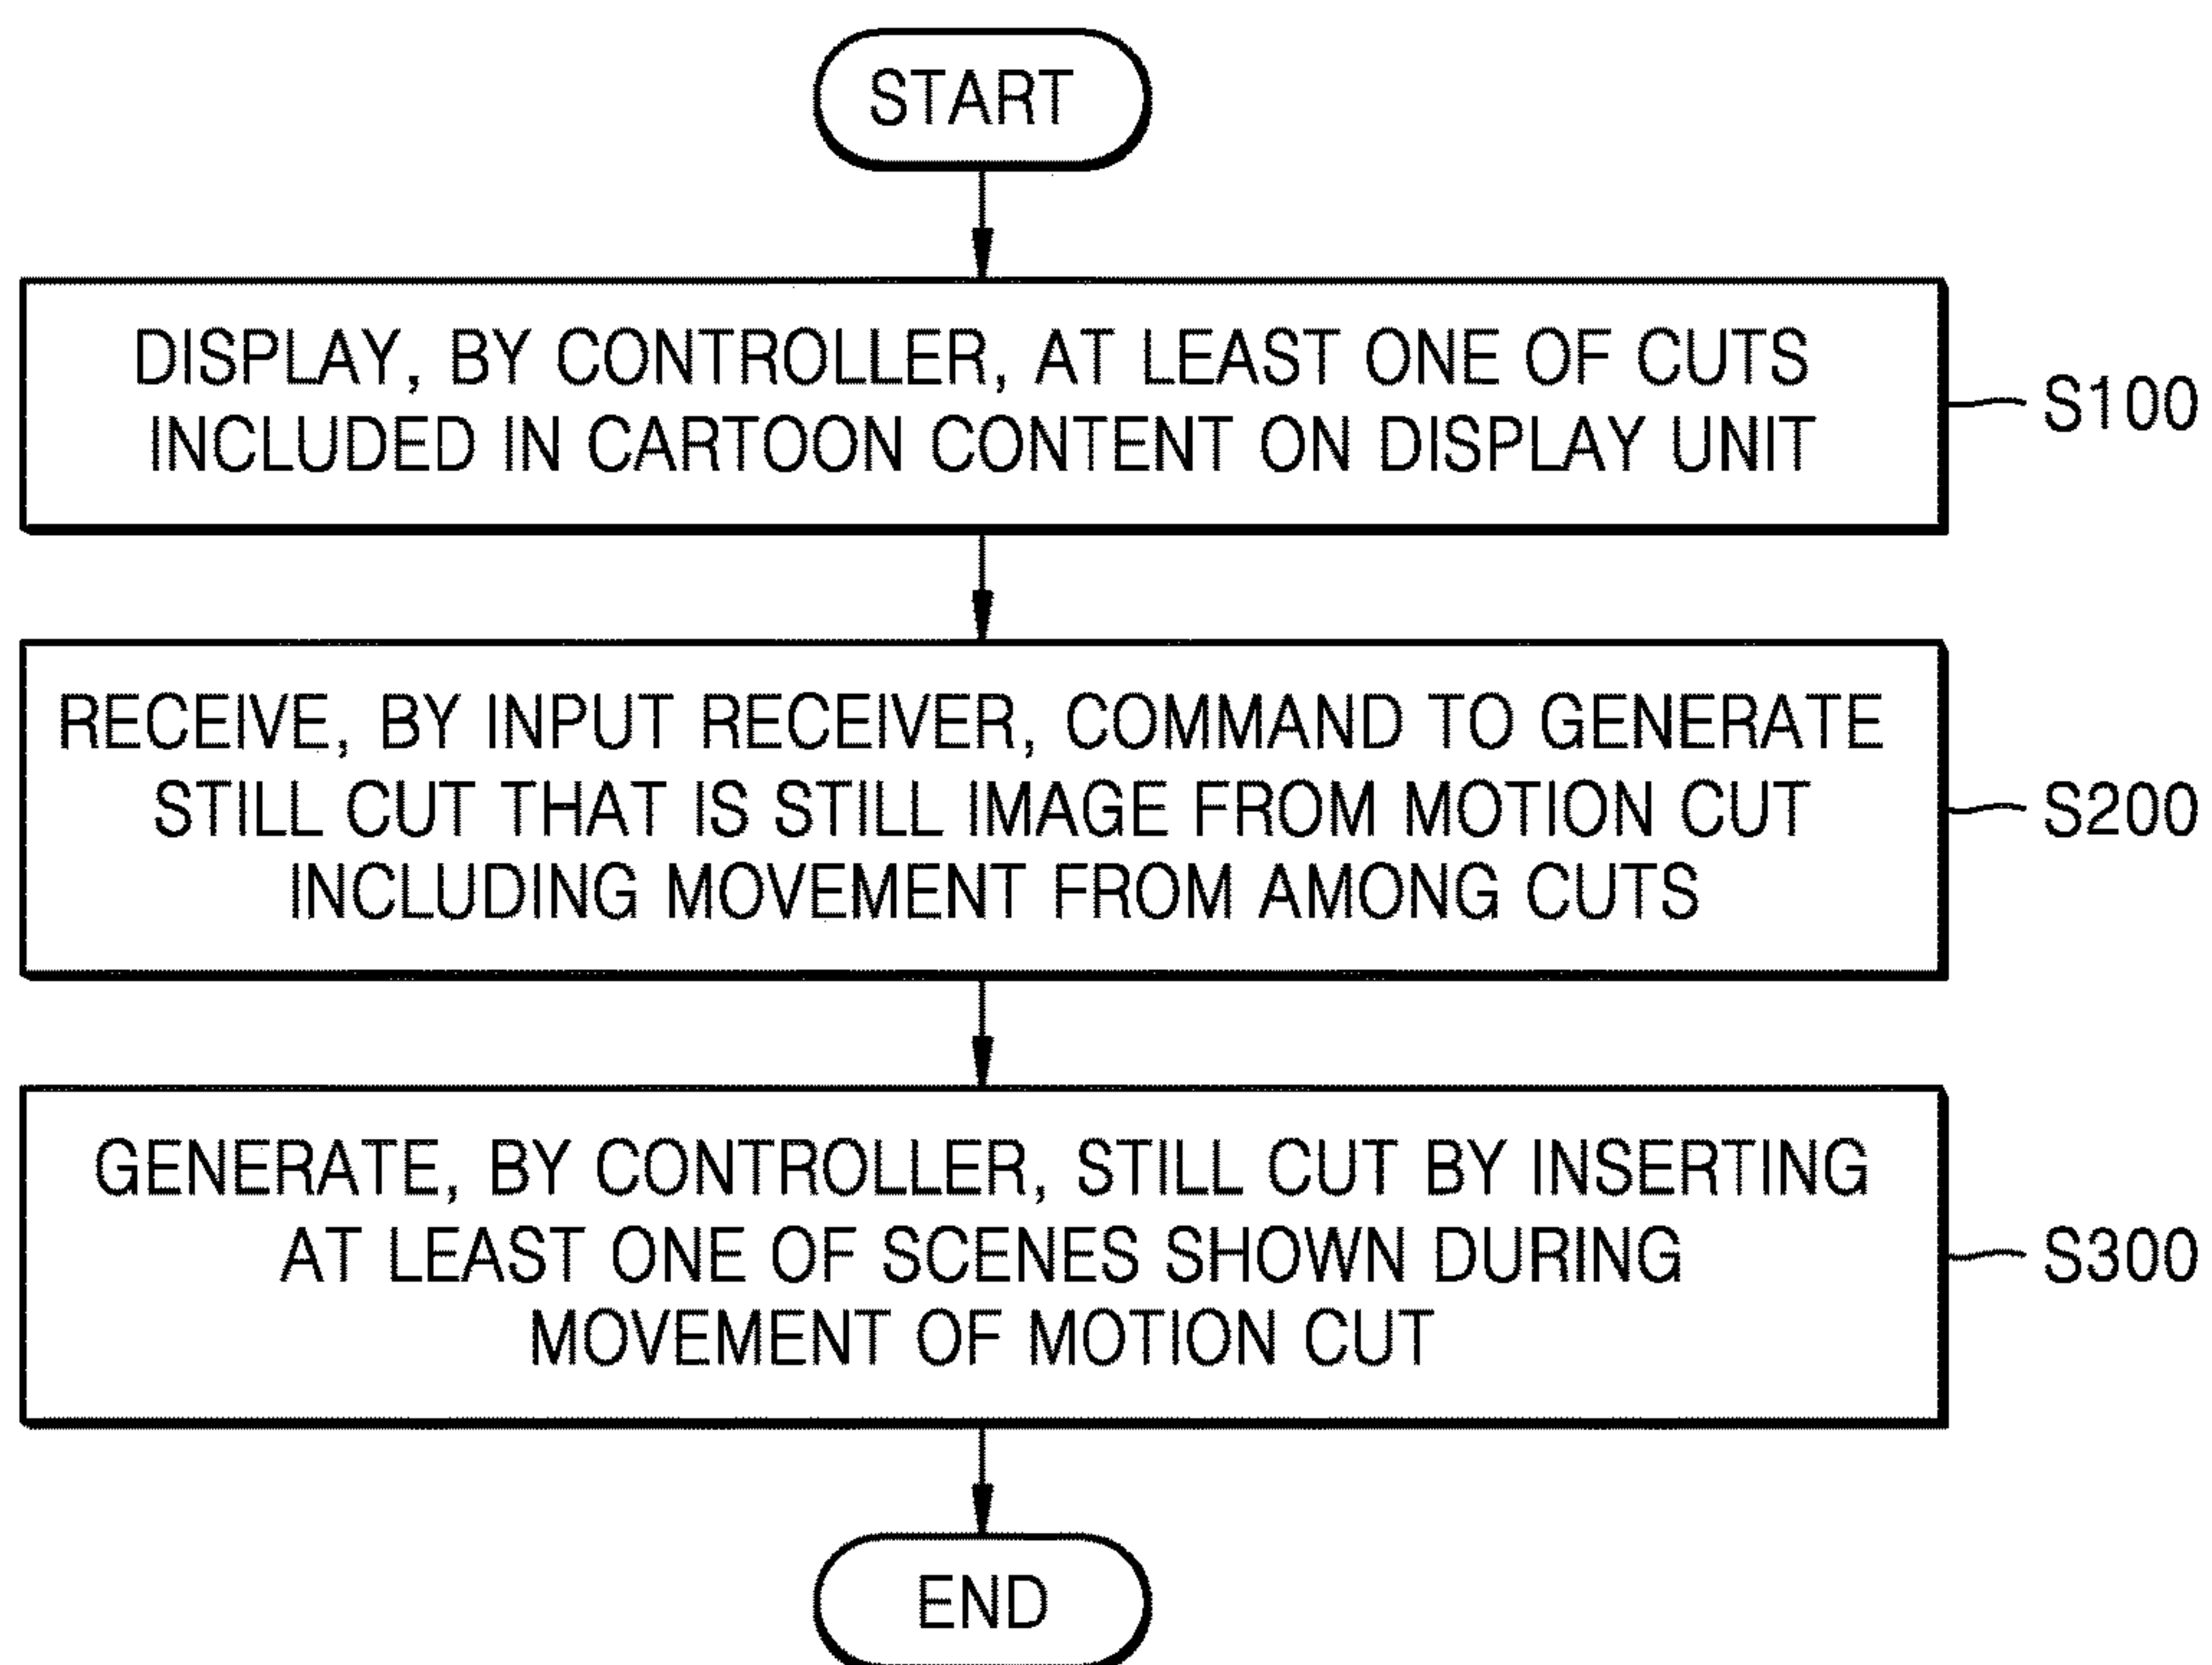 START
DISPLAY, BY CONTROLLER, AT LEAST ONE OF CUTS
INCLUDED IN CARTOON CONTENT ON DISPLAY UNIT
S100
RECEIVE, BY INPUT RECEIVER, COMMAND TO GENERATE
STILL CUT THAT IS STILL IMAGE FROM MOTION CUT
INCLUDING MOVEMENT FROM AMONG CUTS
S200
GENERATE, BY CONTROLLER, STILL CUT BY INSERTING
AT LEAST ONE OF SCENES SHOWN DURING
MOVEMENT OF MOTION CUT
S300
END